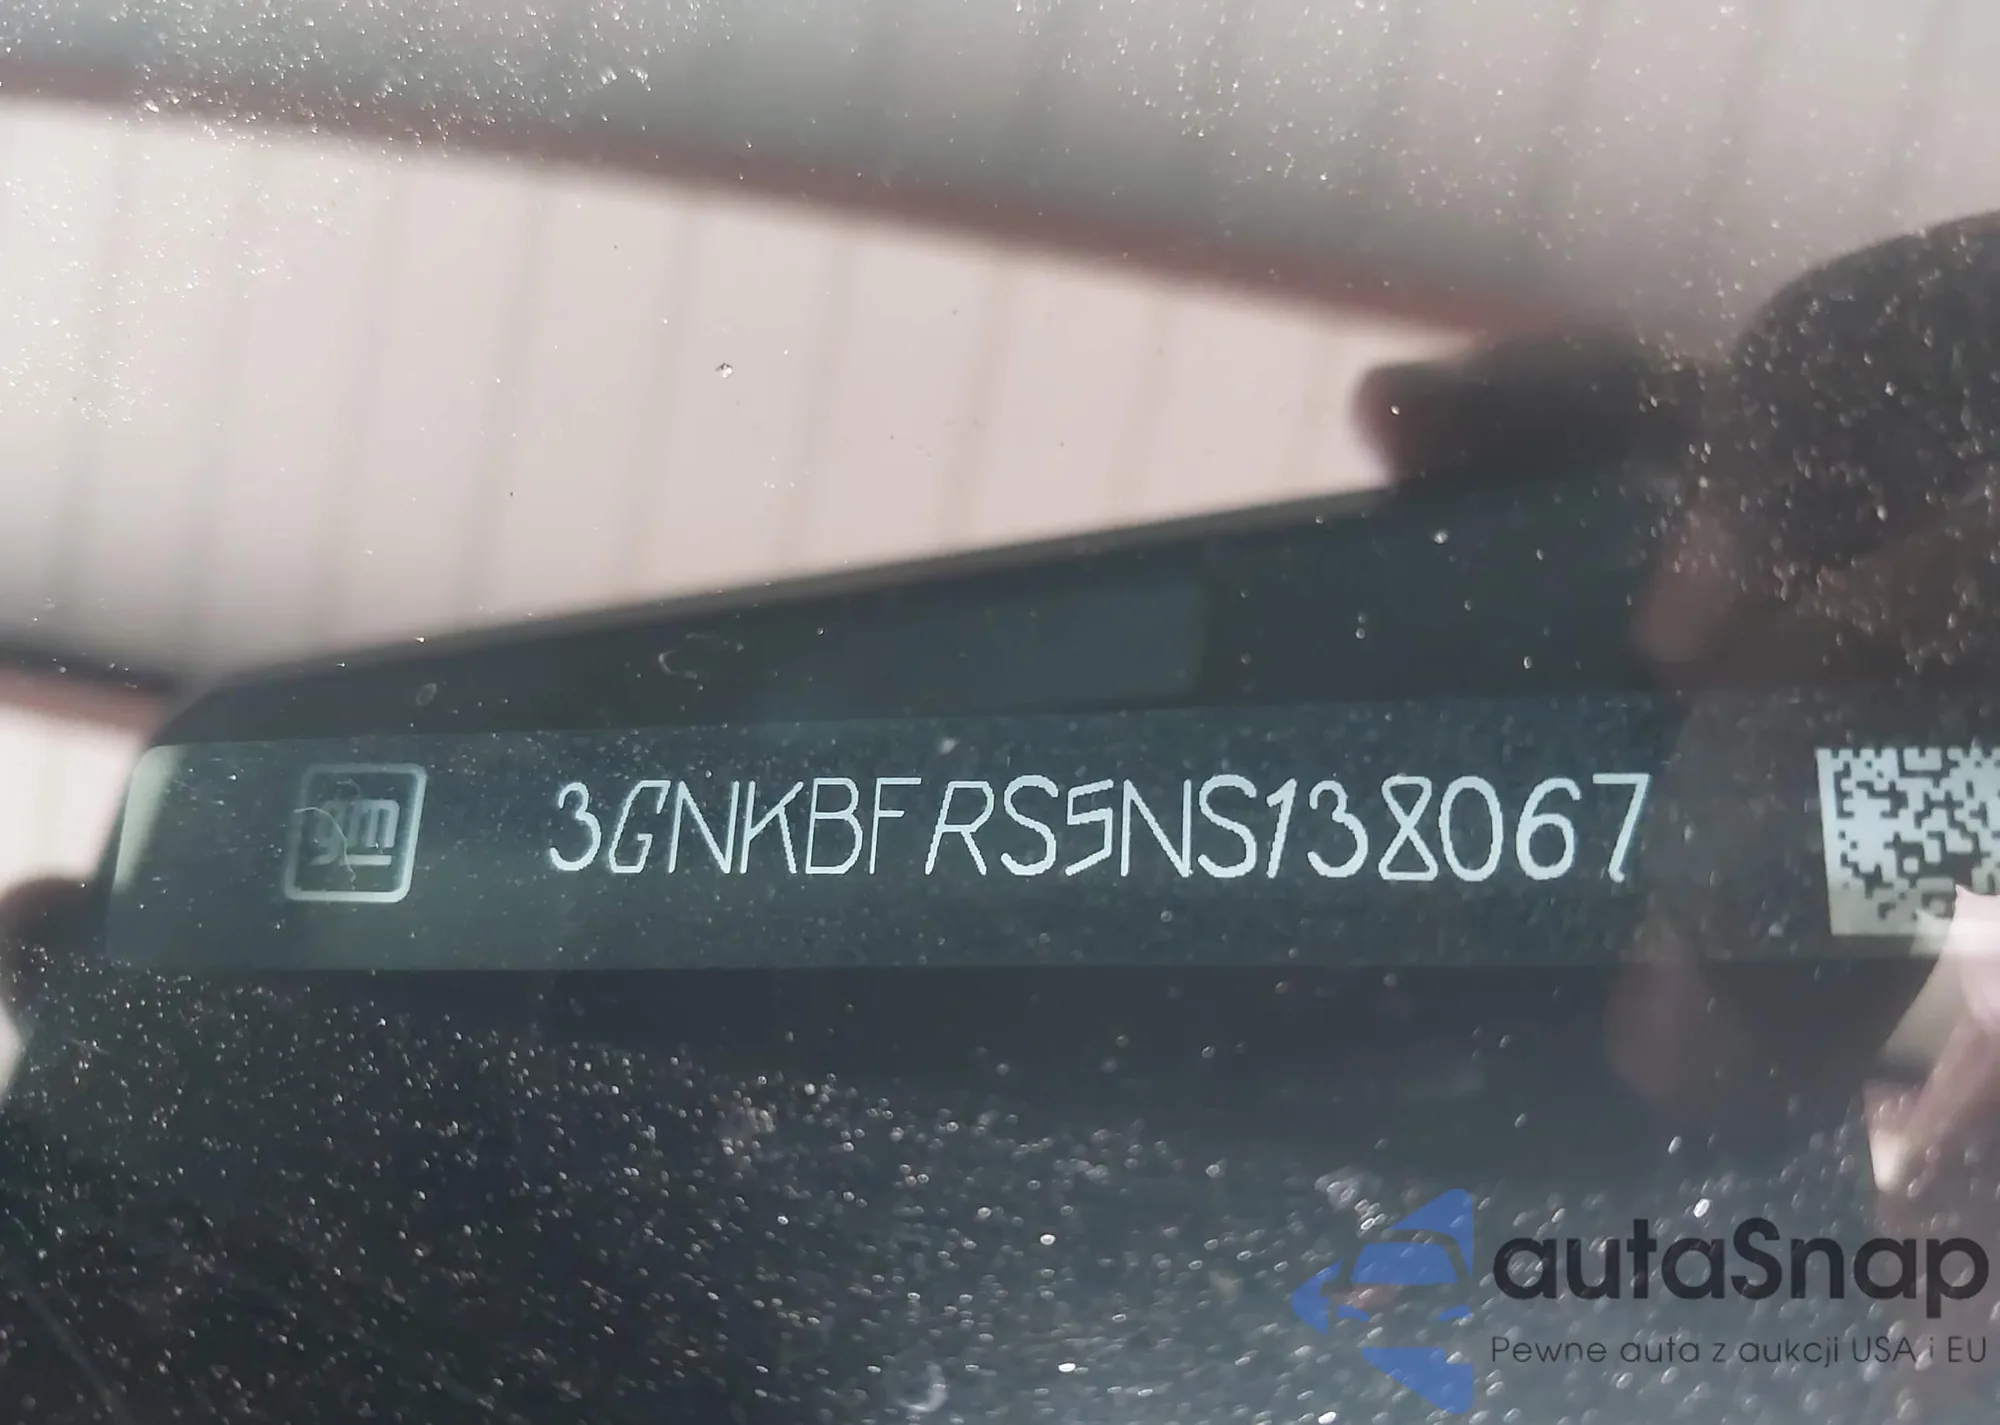 gm 3GNKBFRS5NS138067
autaSnap
Pewne auta z aukcji USA i EU